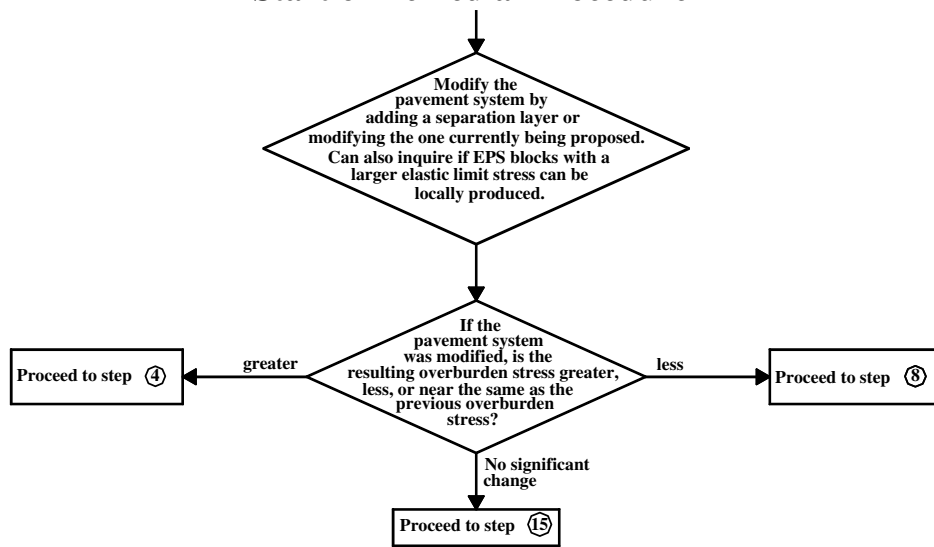 Modify the
pavement system by
adding a separation layer or
modifying the one currently being proposed.
Can also inquire if EPS blocks with a
larger elastic limit stress can be
locally produced.
If the
pavement system
was modified, is the
resulting overburden stress greater,
less, or near the same as the
previous overburden
stress?
greater
less
Proceed to step 4
Proceed to step 8
No significant
change
Proceed to step 15